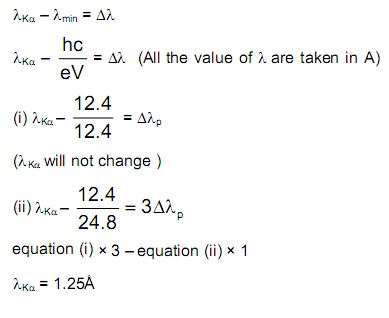 λKα – λmin = Δλ
λKα – hc/eV = Δλ (All the value of λ are taken in A)
(i) λKα – 12.4/12.4 = Δλp
(λKα will not change )
(ii) λKα – 12.4/24.8 = 3Δλp
equation (i) × 3 – equation (ii) × 1
λKα = 1.25Å